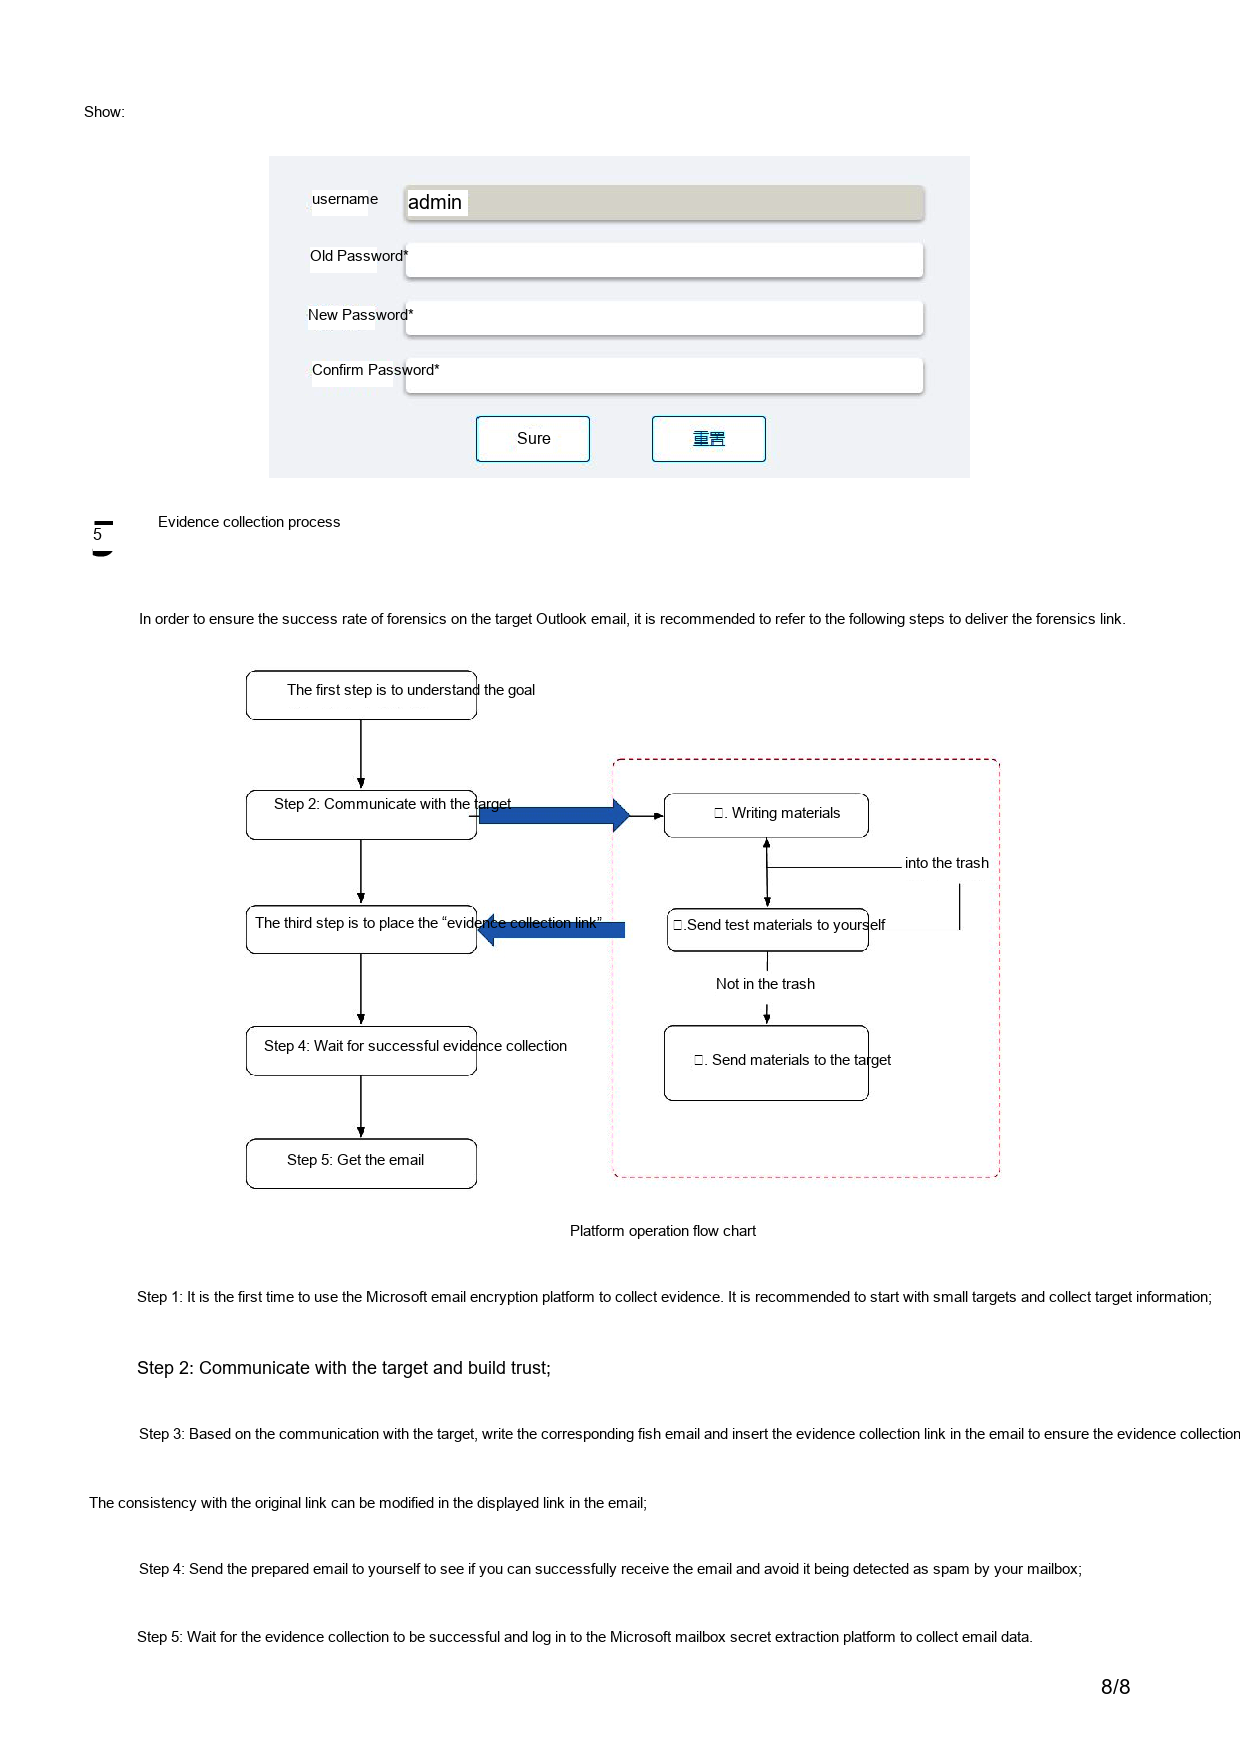 Show:
username
admin
Old Password*
New Password*
Confirm Password*
Sure
重置
5
Evidence collection process
In order to ensure the success rate of forensics on the target Outlook email, it is recommended to refer to the following steps to deliver the forensics link.
The first step is to understand the goal
Step 2: Communicate with the target
. Writing materials
into the trash
The third step is to place the “evidence collection link”
.Send test materials to yourself
Not in the trash
Step 4: Wait for successful evidence collection
. Send materials to the target
Step 5: Get the email
Platform operation flow chart
Step 1: It is the first time to use the Microsoft email encryption platform to collect evidence. It is recommended to start with small targets and collect target information;
Step 2: Communicate with the target and build trust;
Step 3: Based on the communication with the target, write the corresponding fish email and insert the evidence collection link in the email to ensure the evidence collection
The consistency with the original link can be modified in the displayed link in the email;
Step 4: Send the prepared email to yourself to see if you can successfully receive the email and avoid it being detected as spam by your mailbox;
Step 5: Wait for the evidence collection to be successful and log in to the Microsoft mailbox secret extraction platform to collect email data.
8/8